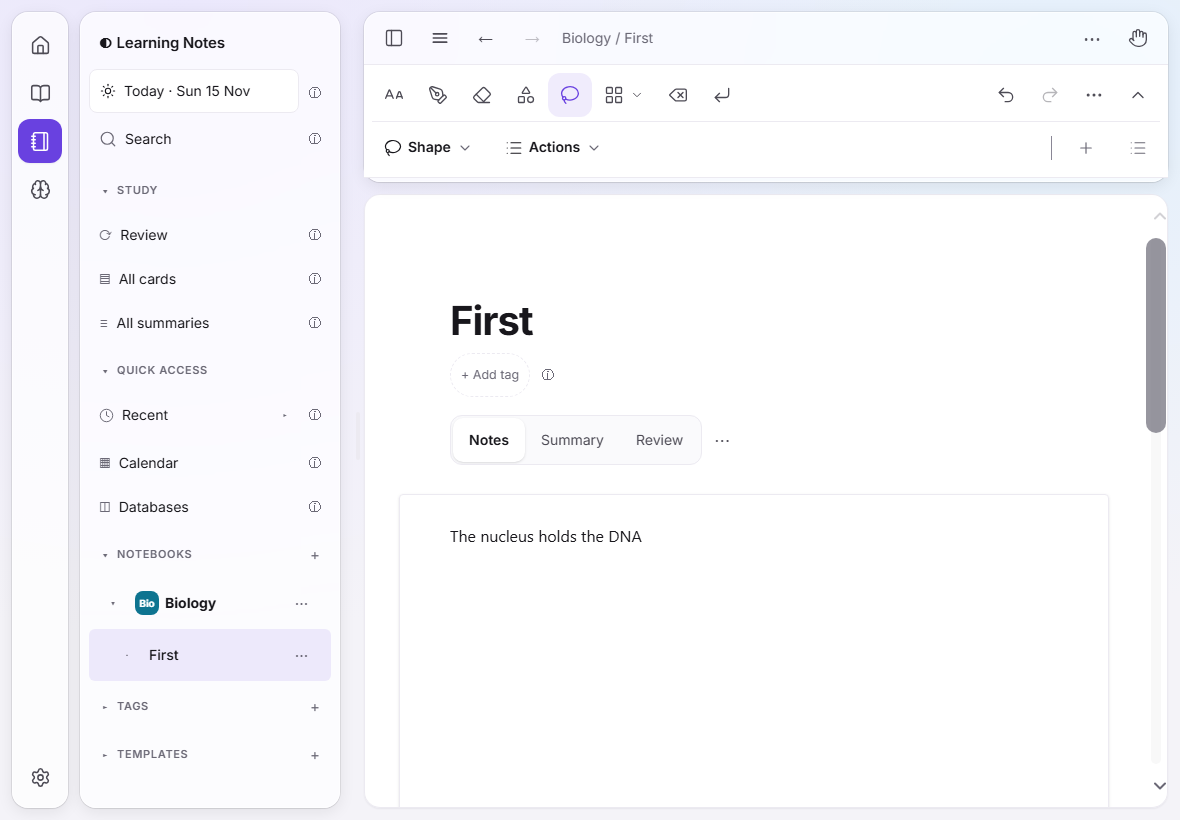 Learning Notes
Today · Sun 15 Nov
Search
STUDY
Review
All cards
All summaries
QUICK ACCESS
Recent
Calendar
Databases
NOTEBOOKS
Bio Biology
First
TAGS
TEMPLATES
Biology / First
AA
Shape
Actions
First
+ Add tag
Notes Summary Review
The nucleus holds the DNA